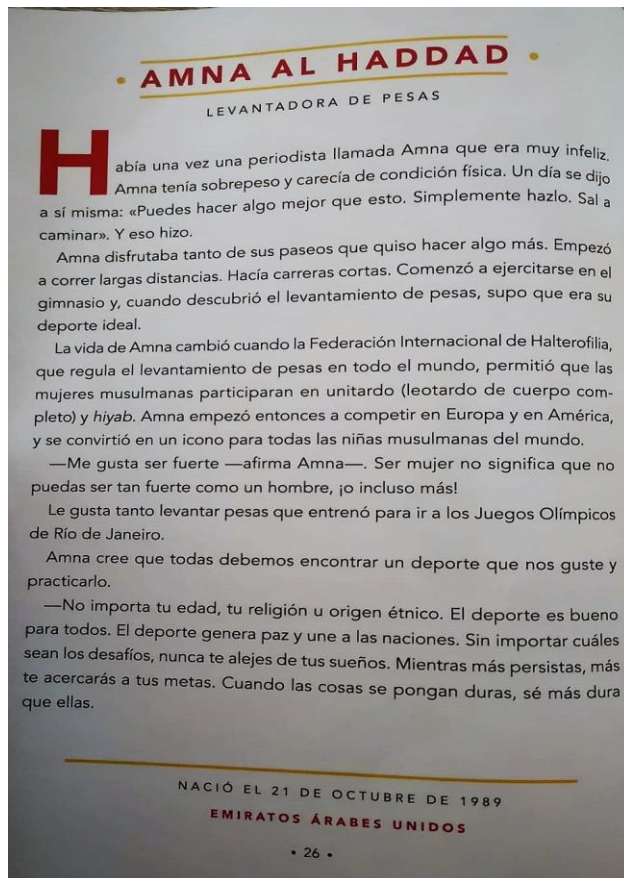 • AMNA AL HADDAD •
LEVANTADORA DE PESAS
Había una vez una periodista llamada Amna que era muy infeliz.
Amna tenía sobrepeso y carecía de condición física. Un día se dijo
a sí misma: «Puedes hacer algo mejor que esto. Simplemente hazlo. Sal a
caminar». Y eso hizo.
Amna disfrutaba tanto de sus paseos que quiso hacer algo más. Empezó
a correr largas distancias. Hacía carreras cortas. Comenzó a ejercitarse en el
gimnasio y, cuando descubrió el levantamiento de pesas, supo que era su
deporte ideal.
La vida de Amna cambió cuando la Federación Internacional de Halterofilia,
que regula el levantamiento de pesas en todo el mundo, permitió que las
mujeres musulmanas participaran en unitardo (leotardo de cuerpo com-
pleto) y hiyab. Amna empezó entonces a competir en Europa y en América,
y se convirtió en un icono para todas las niñas musulmanas del mundo.
—Me gusta ser fuerte —afirma Amna—. Ser mujer no significa que no
puedas ser tan fuerte como un hombre, ¡o incluso más!
Le gusta tanto levantar pesas que entrenó para ir a los Juegos Olímpicos
de Río de Janeiro.
Amna cree que todas debemos encontrar un deporte que nos guste y
practicarlo.
—No importa tu edad, tu religión u origen étnico. El deporte es bueno
para todos. El deporte genera paz y une a las naciones. Sin importar cuáles
sean los desafíos, nunca te alejes de tus sueños. Mientras más persistas, más
te acercarás a tus metas. Cuando las cosas se pongan duras, sé más dura
que ellas.
NACIÓ EL 21 DE OCTUBRE DE 1989
EMIRATOS ÁRABES UNIDOS
• 26 •